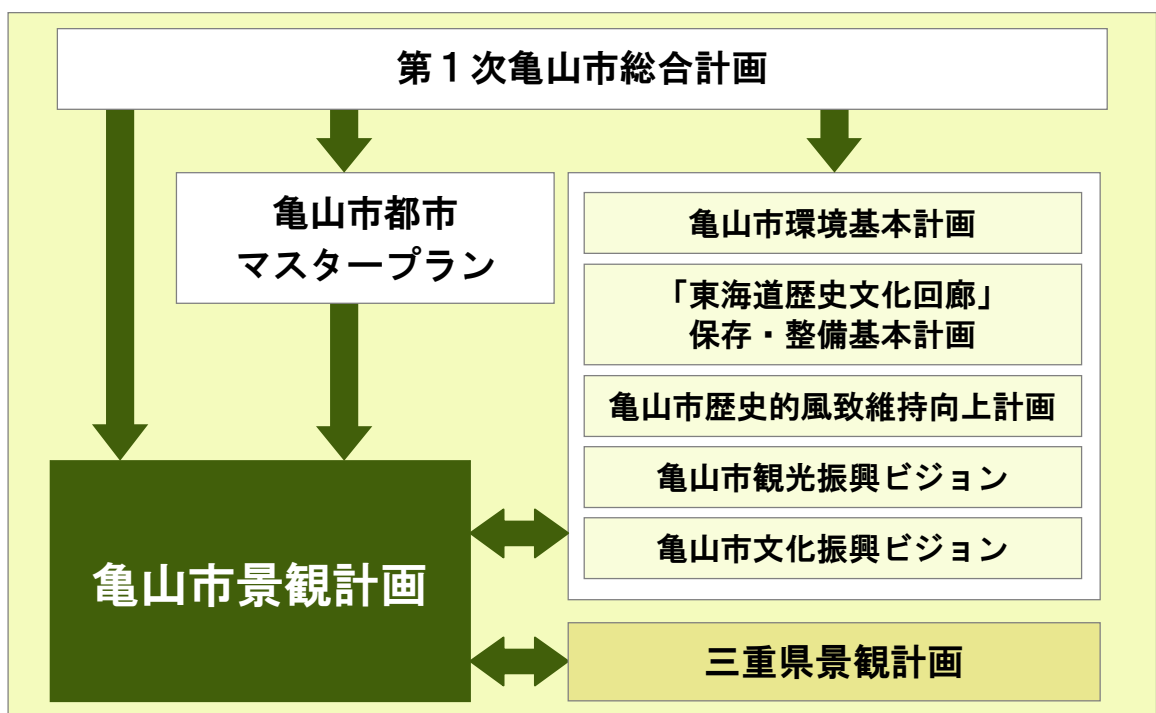 第１次亀山市総合計画
亀山市都市
マスタープラン
亀山市環境基本計画
「東海道歴史文化回廊」
保存・整備基本計画
亀山市歴史的風致維持向上計画
亀山市観光振興ビジョン
亀山市文化振興ビジョン
亀山市景観計画
三重県景観計画